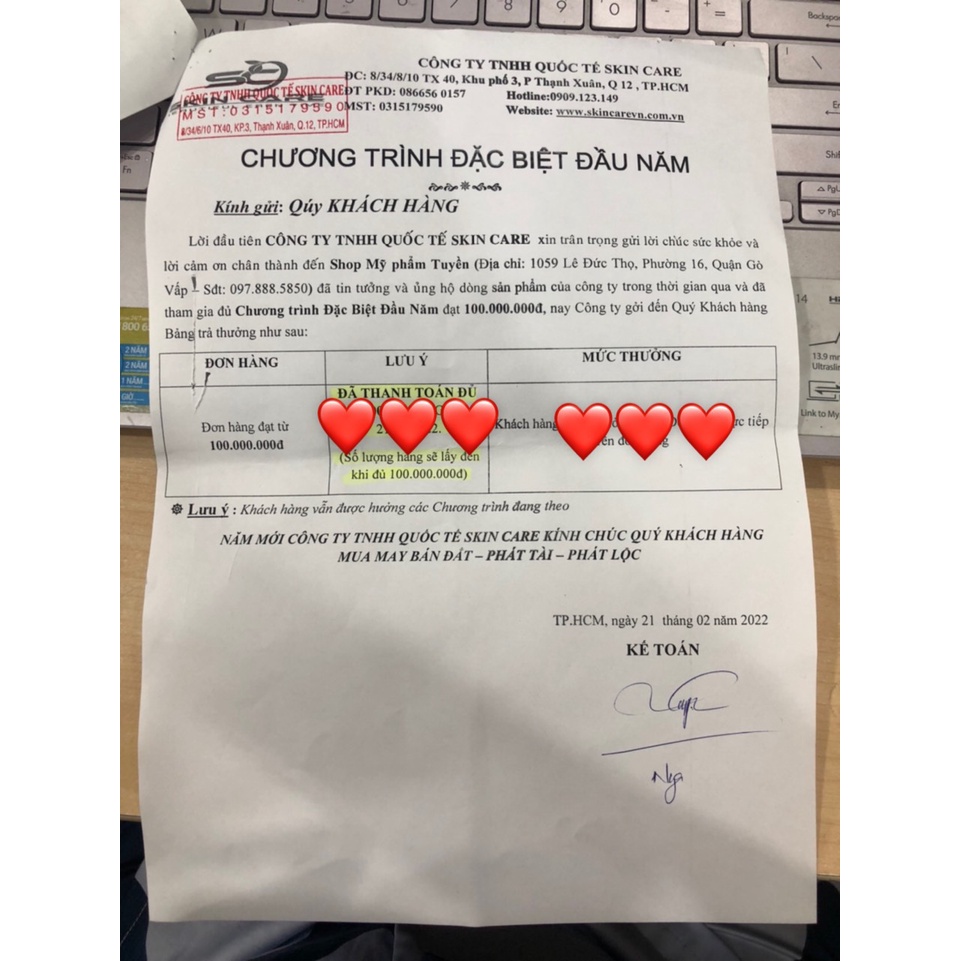 CÔNG TY TNHH QUỐC TẾ SKIN CARE
ĐC: 8/34/8/10 TX 40, Khu phố 3, P Thạnh Xuân, Q 12 , TP.HCM
ĐT PKD: 086656 0157 Hotline:0909.123.149
MST: 0315179590 Website: www.skincarevn.com.vn
SKIN CARE
CÔNG TY TNHH QUỐC TẾ SKIN CARE
MST:0315179590
8/34/8/10 TX40, KP.3, Thạnh Xuân, Q.12, TP.HCM
CHƯƠNG TRÌNH ĐẶC BIỆT ĐẦU NĂM
Kính gửi: Qúy KHÁCH HÀNG
Lời đầu tiên CÔNG TY TNHH QUỐC TẾ SKIN CARE xin trân trọng gửi lời chúc sức khỏe và
lời cảm ơn chân thành đến Shop Mỹ phẩm Tuyền (Địa chỉ: 1059 Lê Đức Thọ, Phường 16, Quận Gò
Vấp – Sđt: 097.888.5850) đã tin tưởng và ủng hộ dòng sản phẩm của công ty trong thời gian qua và đã
tham gia đủ Chương trình Đặc Biệt Đầu Năm đạt 100.000.000đ, nay Công ty gởi đến Quý Khách hàng
Bảng trả thưởng như sau:
ĐƠN HÀNG LƯU Ý MỨC THƯỞNG
Đơn hàng đạt từ
100.000.000đ
ĐÃ THANH TOÁN ĐỦ
(Số lượng hàng sẽ lấy đến
khi đủ 100.000.000đ)
Khách hàng tiếp
Lưu ý : Khách hàng vẫn được hưởng các Chương trình đang theo
NĂM MỚI CÔNG TY TNHH QUỐC TẾ SKIN CARE KÍNH CHÚC QUÝ KHÁCH HÀNG
MUA MAY BÁN ĐẮT – PHÁT TÀI – PHÁT LỘC
TP.HCM, ngày 21 tháng 02 năm 2022
KẾ TOÁN
Nga